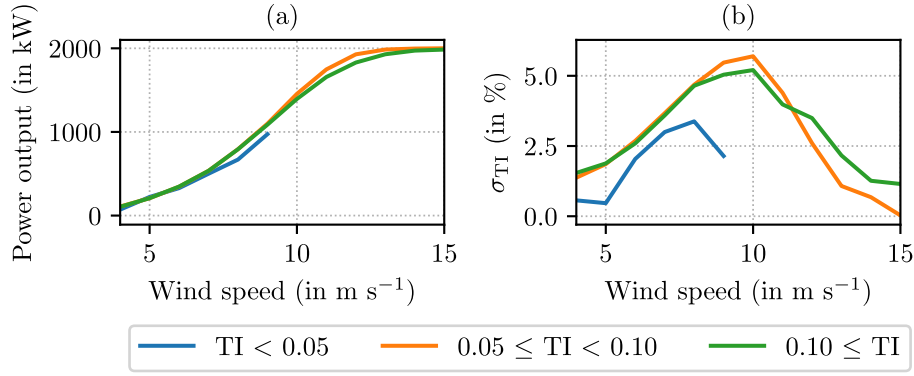 (a)
Power output (in kW)
2000
1000
0
5
10
15
Wind speed (in m s⁻¹)
(b)
σ_TI (in %)
5.0
2.5
0.0
5
10
15
Wind speed (in m s⁻¹)
TI < 0.05
0.05 ≤ TI < 0.10
0.10 ≤ TI